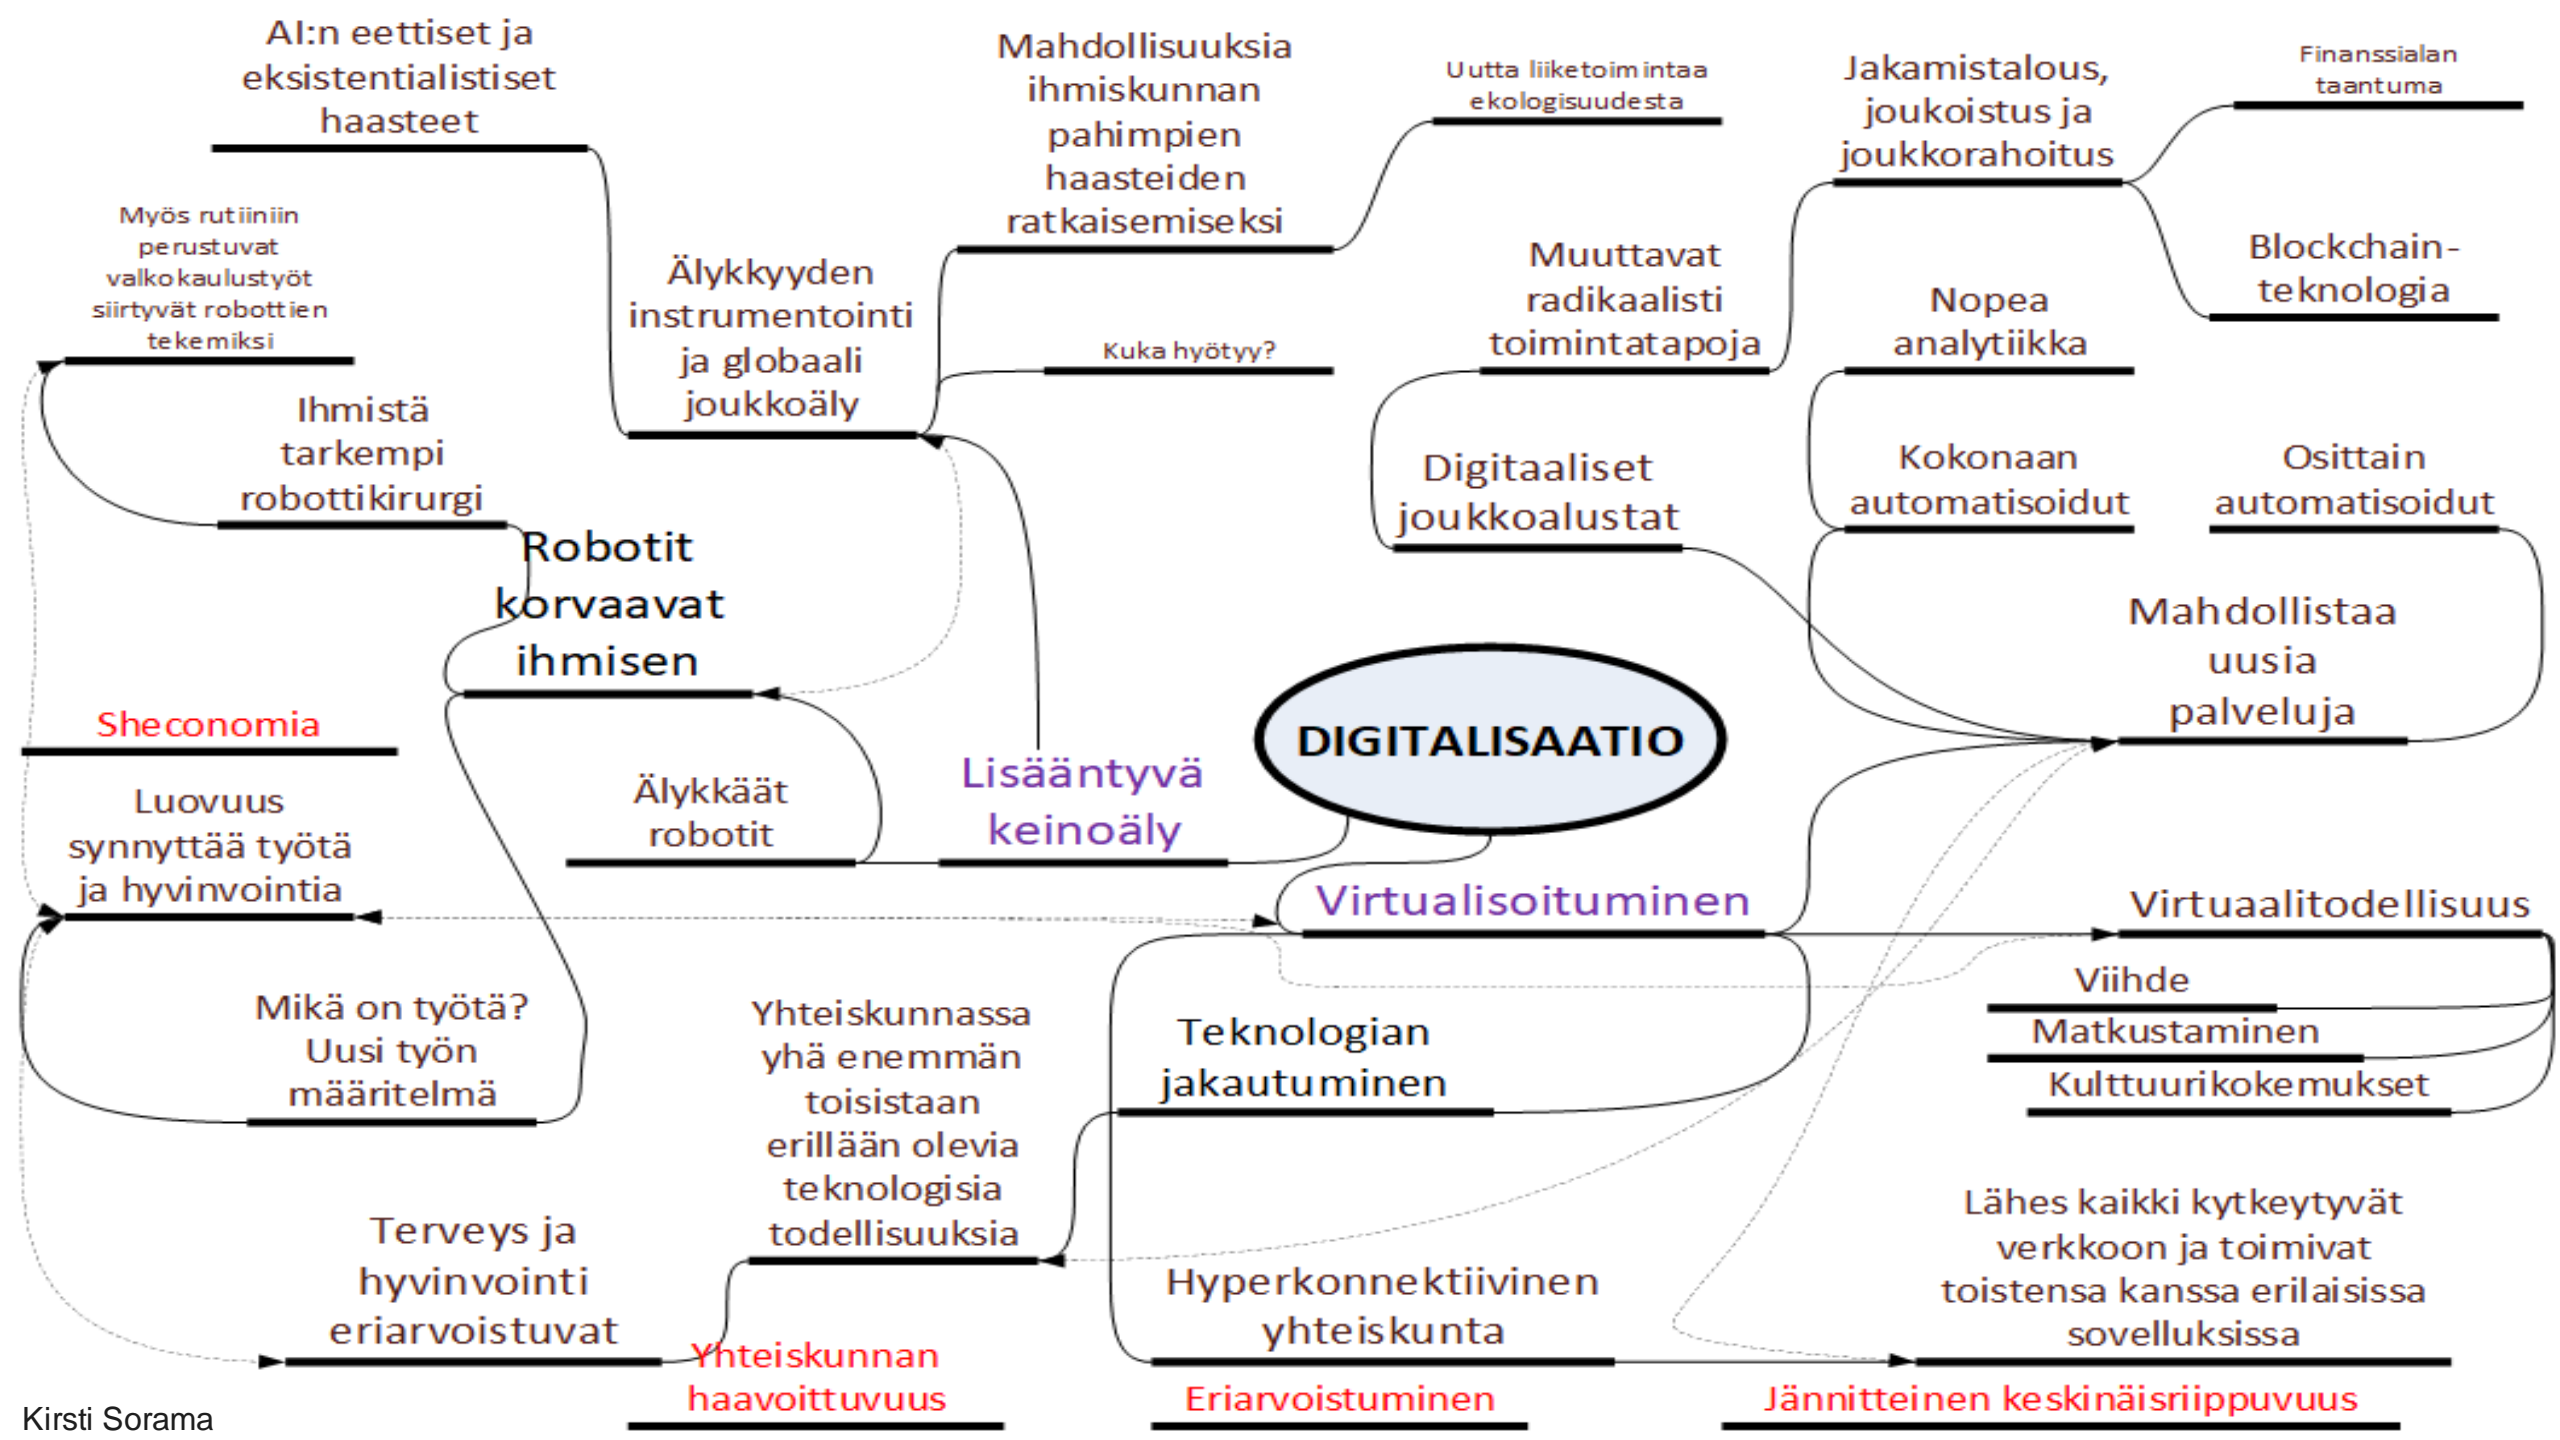 AI:n eettiset ja
eksistentialistiset
haasteet
Mahdollisuuksia
ihmiskunnan
pahimpien
haasteiden
ratkaisemiseksi
Uutta liiketoimintaa
ekologisuudesta
Jakamistalous,
joukoistus ja
joukkorahoitus
Finanssialan
taantuma
Myös rutiiniin
perustuvat
valkokaulustyöt
siirtyvät robottien
tekemiksi
Älykkyyden
instrumentointi
ja globaali
joukkoäly
Kuka hyötyy?
Muuttavat
radikaalisti
toimintatapoja
Nopea
analytiikka
Blockchain-
teknologia
Ihmistä
tarkempi
robottikirurgi
Digitaaliset
joukkoalustat
Kokonaan
automatisoidut
Osittain
automatisoidut
Robotit
korvaavat
ihmisen
Mahdollistaa
uusia
palveluja
Sheconomia
DIGITALISAATIO
Älykkäät
robotit
Lisääntyvä
keinoäly
Luovuus
synnyttää työtä
ja hyvinvointia
Virtualisoituminen
Virtuaalitodellisuus
Viihde
Matkustaminen
Kulttuurikokemukset
Mikä on työtä?
Uusi työn
määritelmä
Yhteiskunnassa
yhä enemmän
toisistaan
erillään olevia
teknologisia
todellisuuksia
Teknologian
jakautuminen
Terveys ja
hyvinvointi
eriarvoistuvat
Hyperkonnektiivinen
yhteiskunta
Lähes kaikki kytkeytyvät
verkkoon ja toimivat
toistensa kanssa erilaisissa
sovelluksissa
Yhteiskunnan
haavoittuvuus
Eriarvoistuminen
Jännitteinen keskinäisriippuvuus
Kirsti Sorama